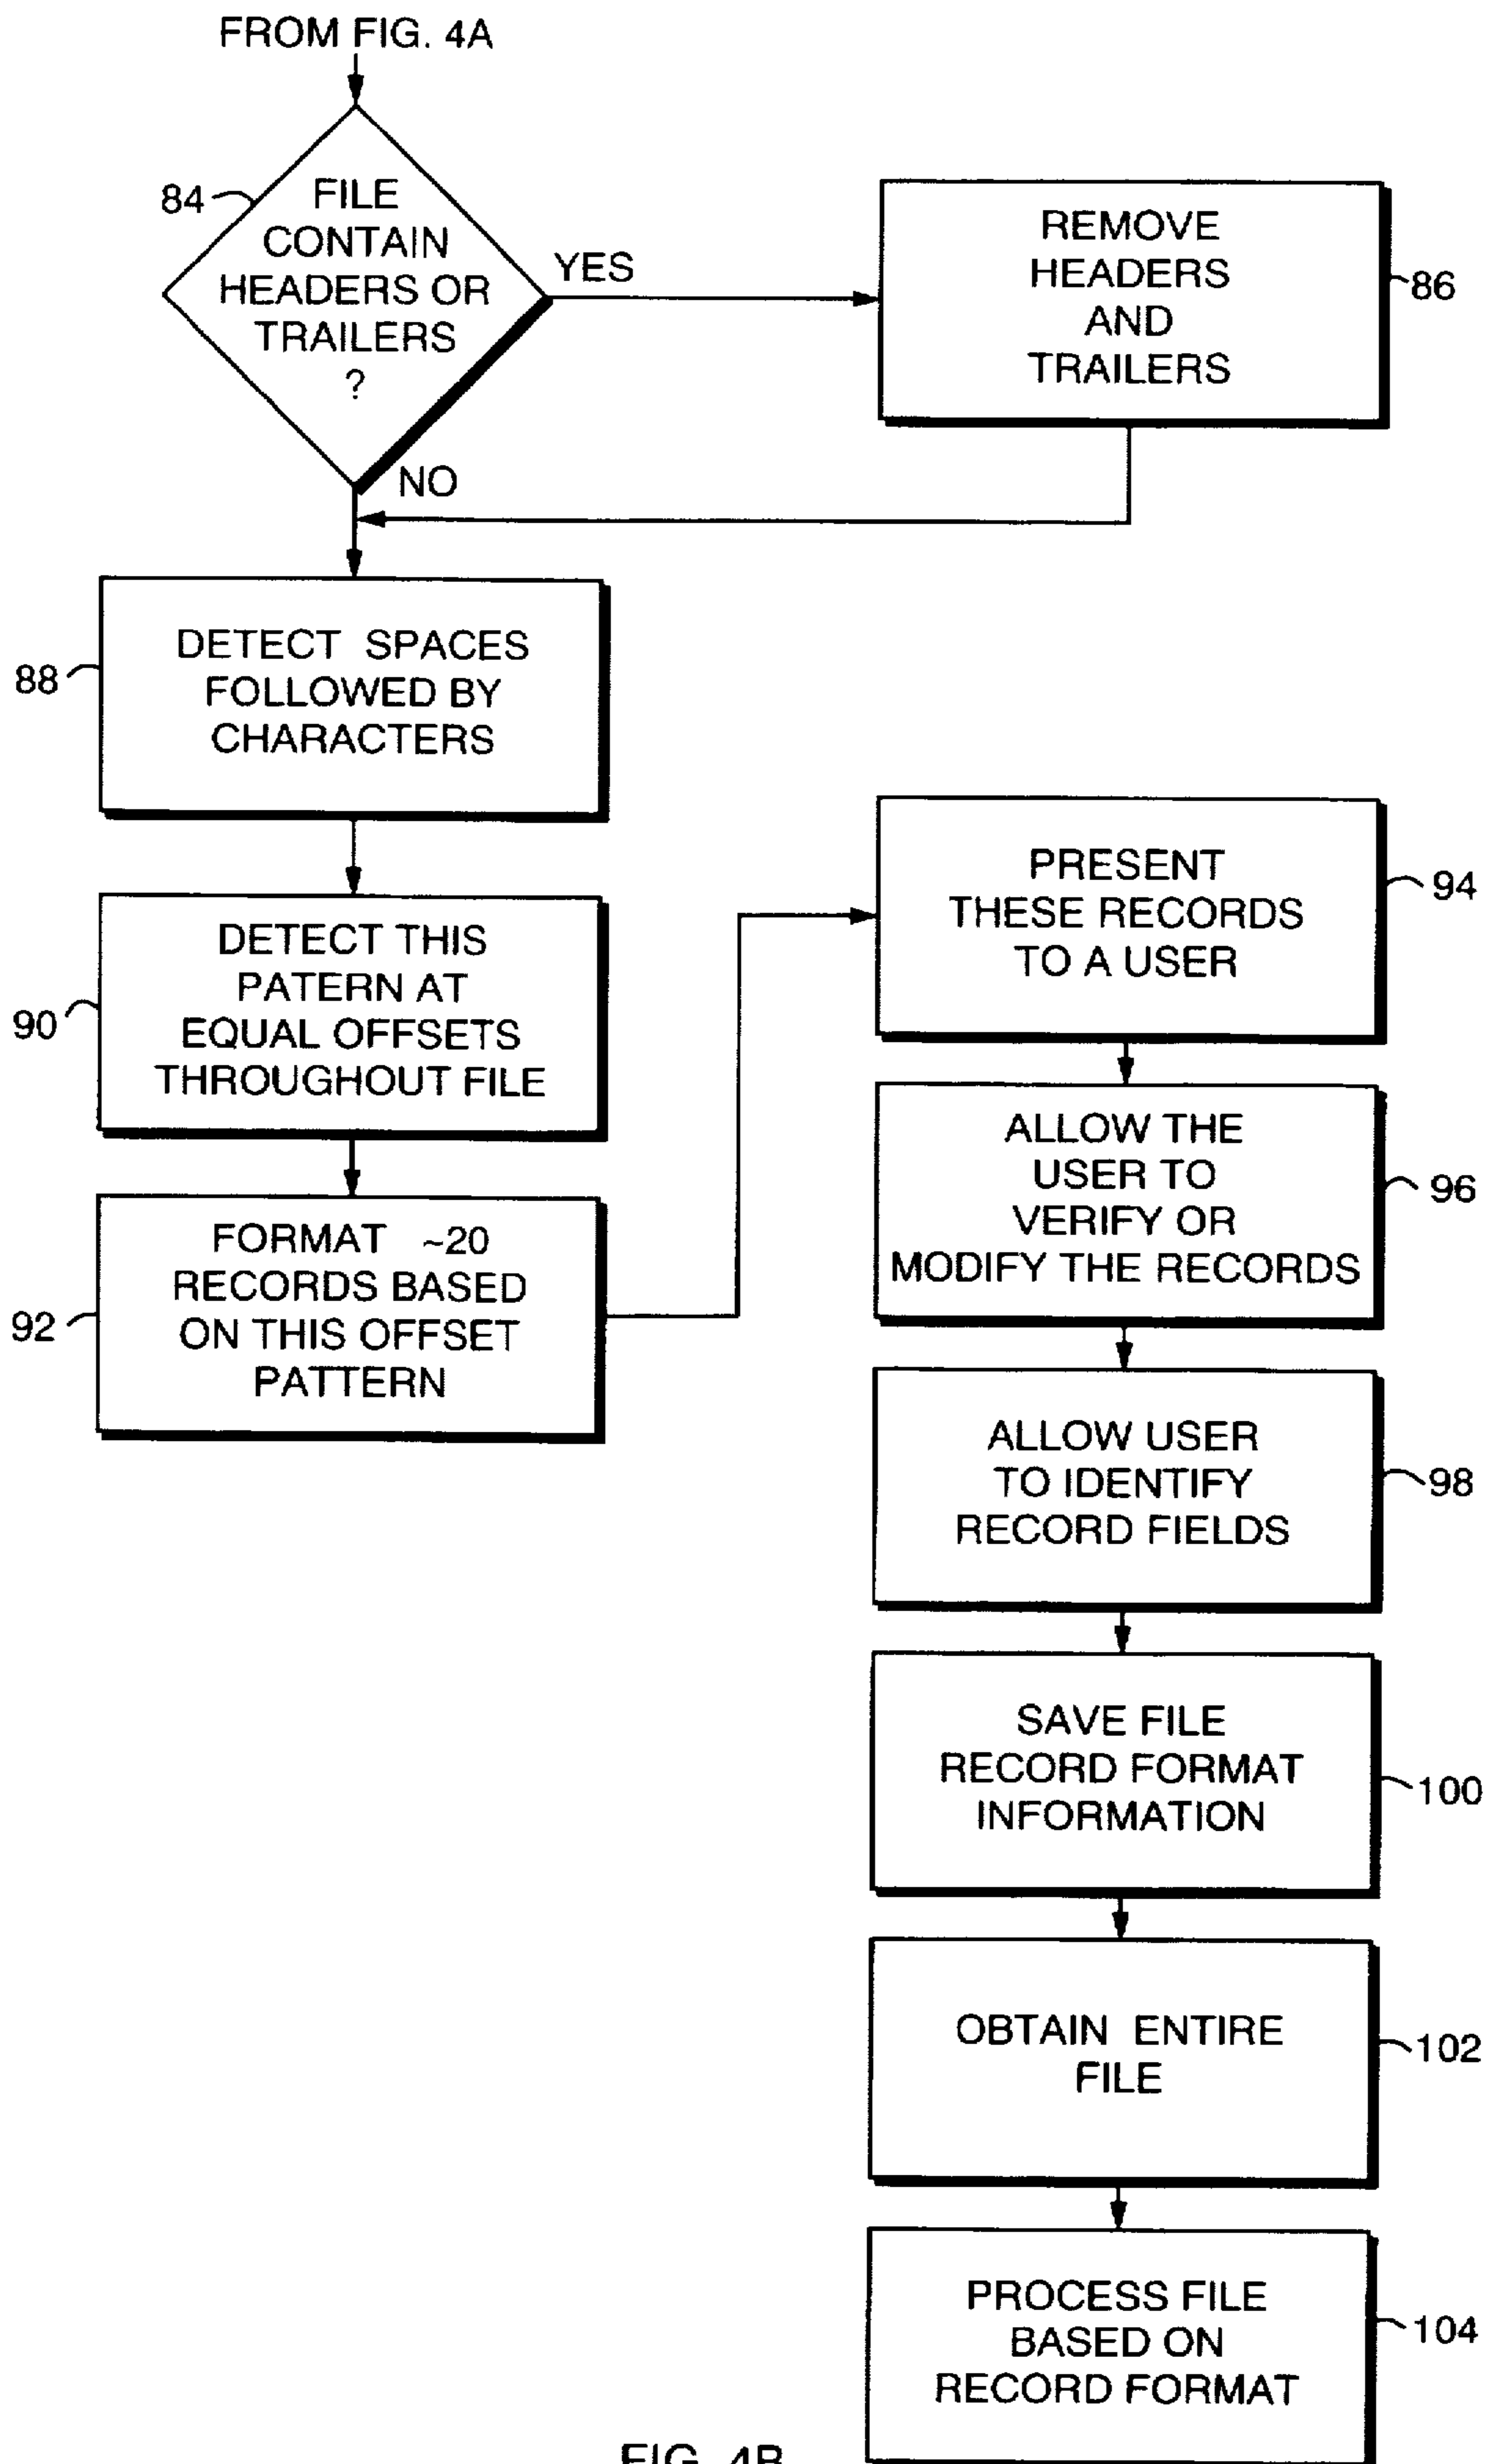 FROM FIG. 4A
84
FILE
CONTAIN
HEADERS OR
TRAILERS
?
YES
NO
REMOVE
HEADERS
AND
TRAILERS
86
88
DETECT SPACES
FOLLOWED BY
CHARACTERS
90
DETECT THIS
PATERN AT
EQUAL OFFSETS
THROUGHOUT FILE
92
FORMAT ~20
RECORDS BASED
ON THIS OFFSET
PATTERN
PRESENT
THESE RECORDS
TO A USER
94
ALLOW THE
USER TO
VERIFY OR
MODIFY THE RECORDS
96
ALLOW USER
TO IDENTIFY
RECORD FIELDS
98
SAVE FILE
RECORD FORMAT
INFORMATION
100
OBTAIN ENTIRE
FILE
102
PROCESS FILE
BASED ON
RECORD FORMAT
104
FIG. 4B